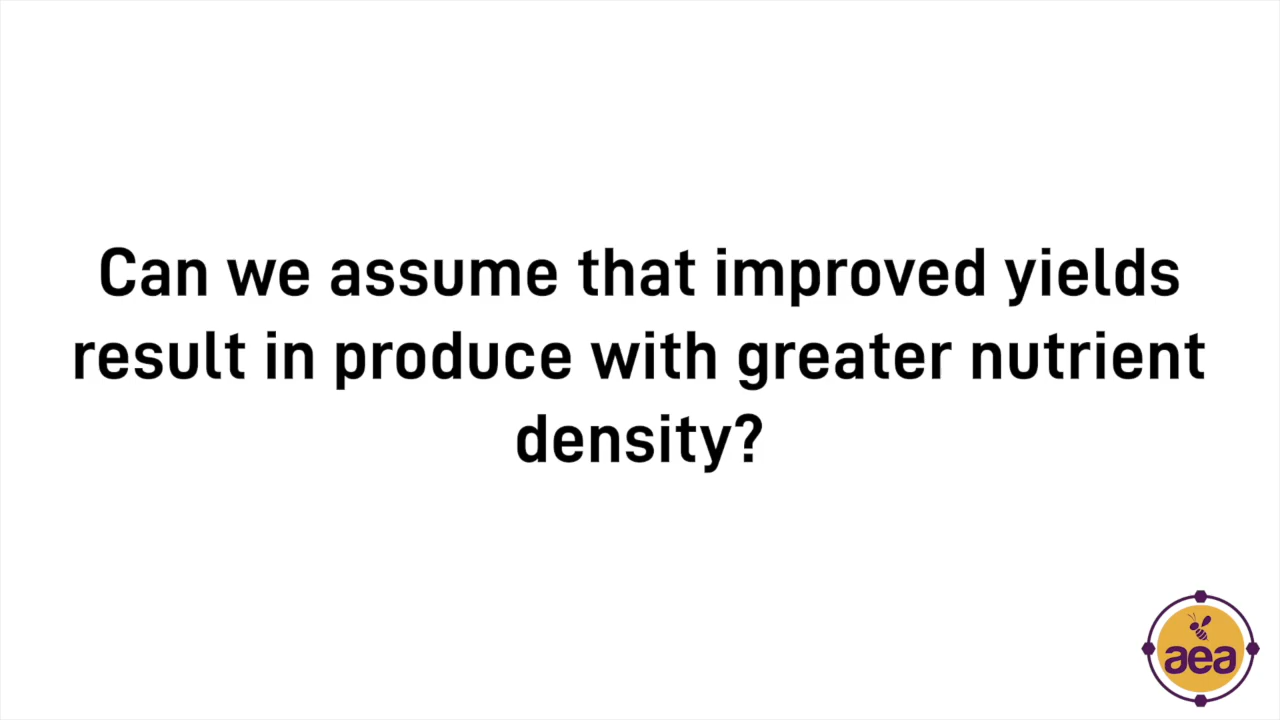 Can we assume that improved yields
result in produce with greater nutrient
density?
aea